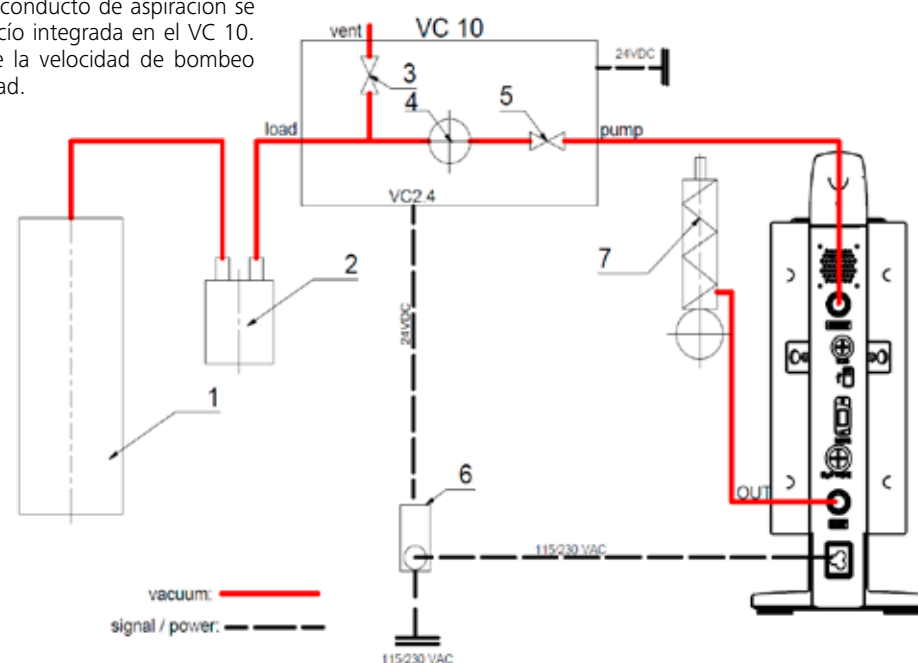 conducto de aspiración se
cío integrada en el VC 10.
e la velocidad de bombeo
ad.
vent
VC 10
24VDC
3
4
5
load
pump
VC2.4
2
7
24VDC
1
6
OUT
115/230 VAC
vacuum:
signal / power:
115/230 VAC